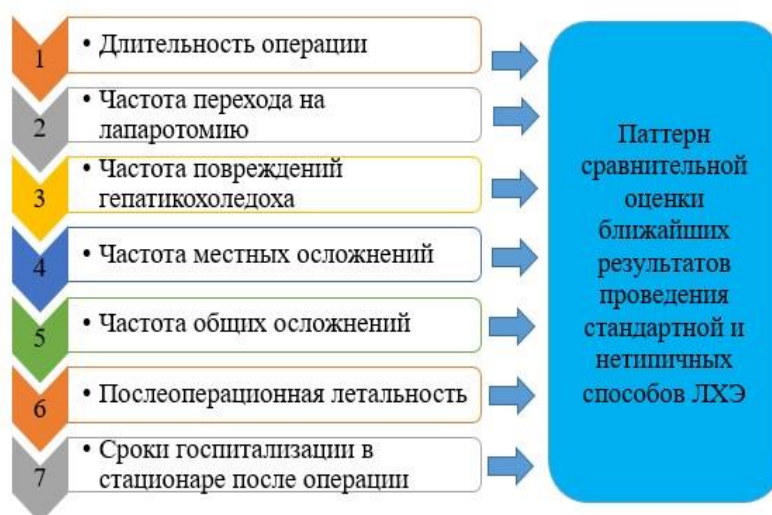 1
• Длительность операции
2
• Частота перехода на
лапаротомию
3
• Частота повреждений
гепатикохоледоха
4
• Частота местных осложнений
5
• Частота общих осложнений
6
• Послеоперационная летальность
7
• Сроки госпитализации в
стационаре после операции
Паттерн
сравнительной
оценки
ближайших
результатов
проведения
стандартной и
нетипичных
способов ЛХЭ